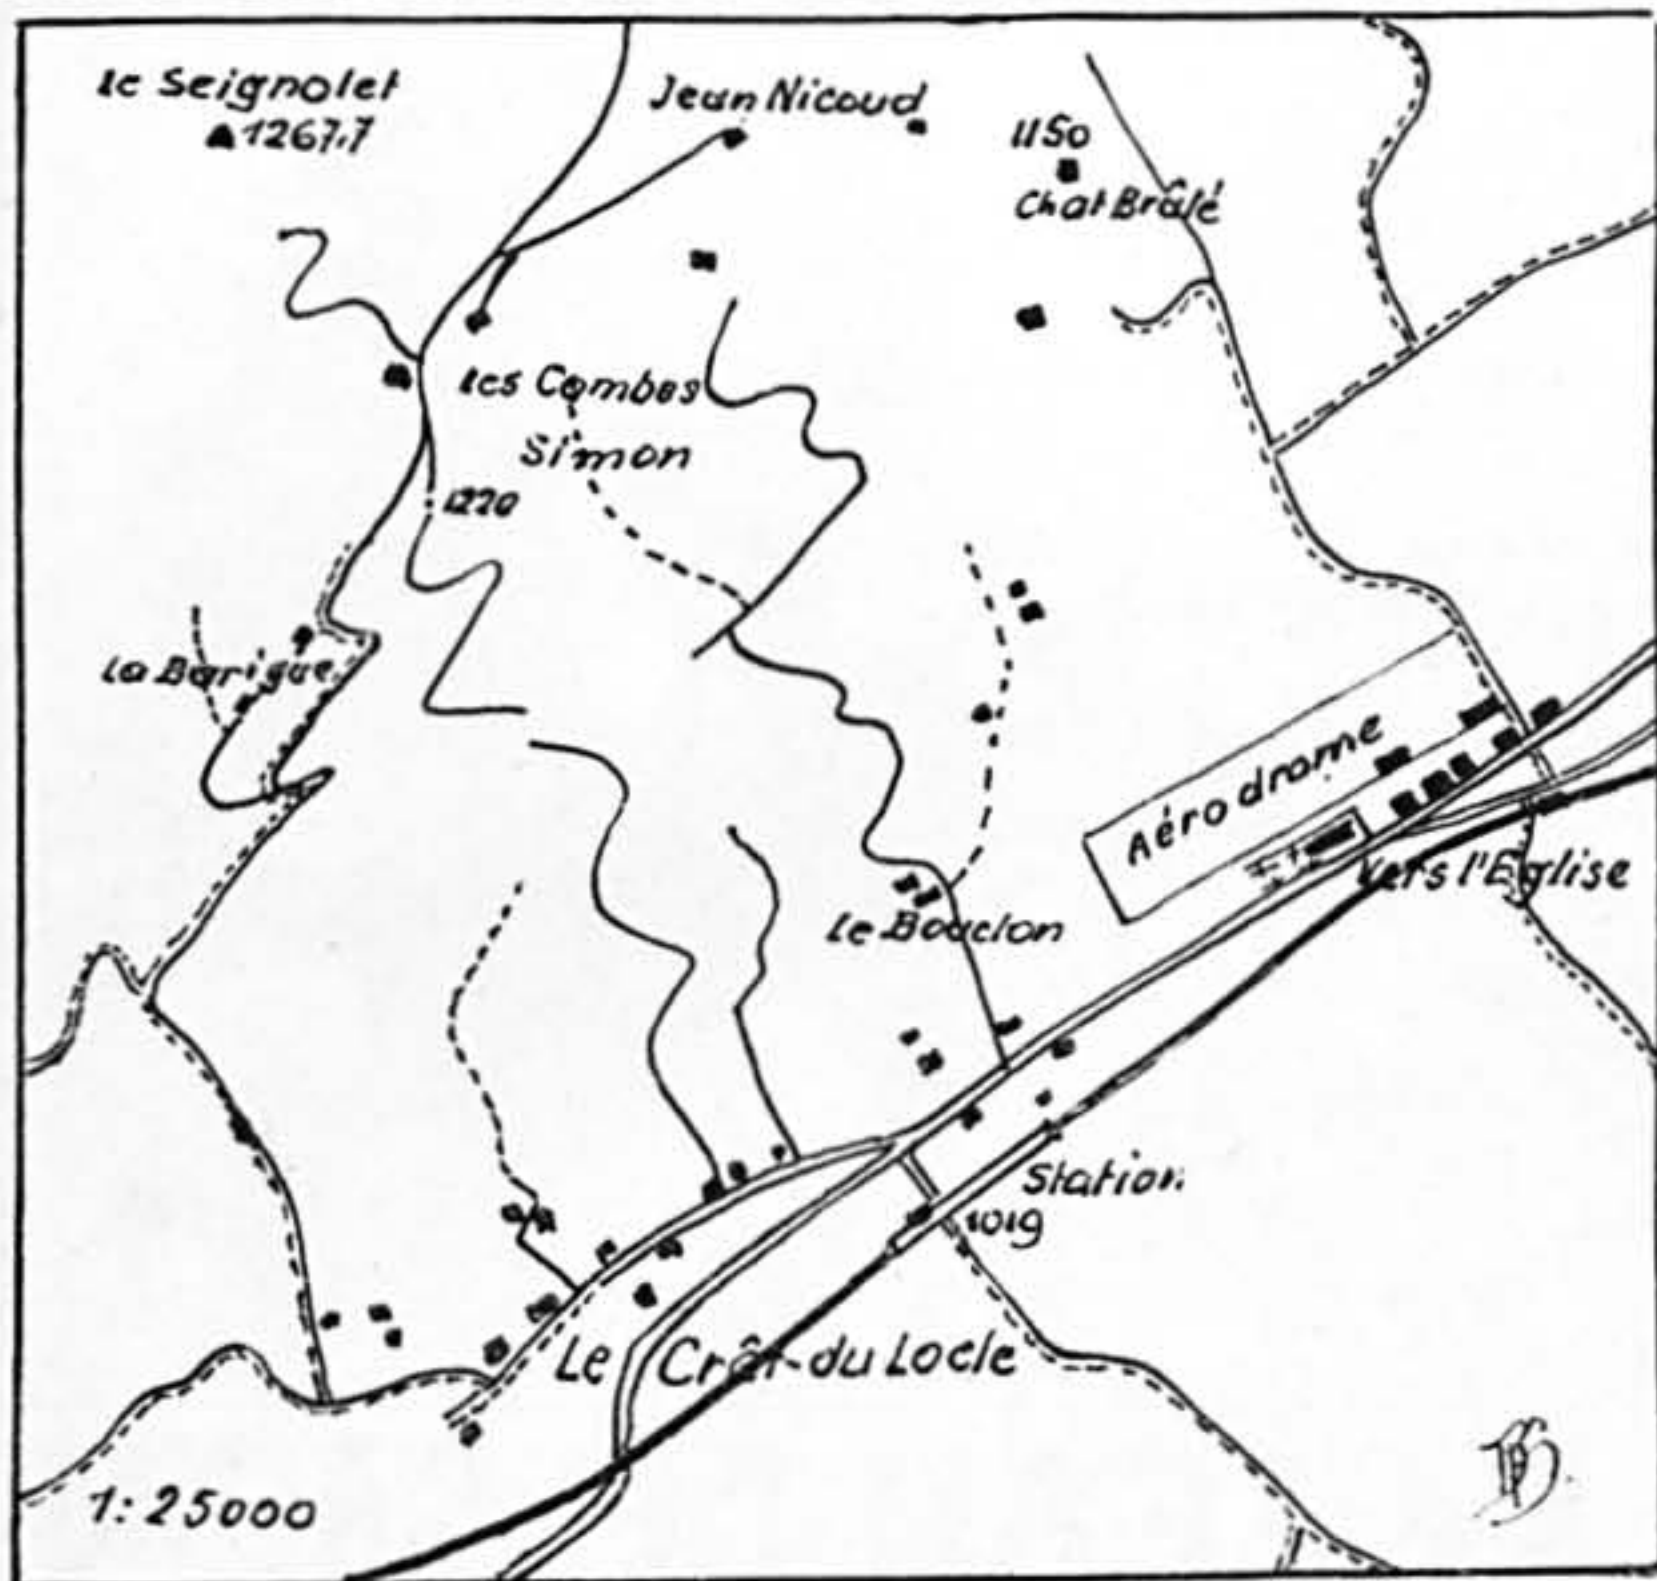 le Seignolet
1267.7
Jean Nicoud
1150
Chat Brûlé
les Combes
Simon
1220
la Barigue
Aérodrome
Vers l'Eglise
le Bouclon
Station
1019
Le Crêt-du Locle
1:25000